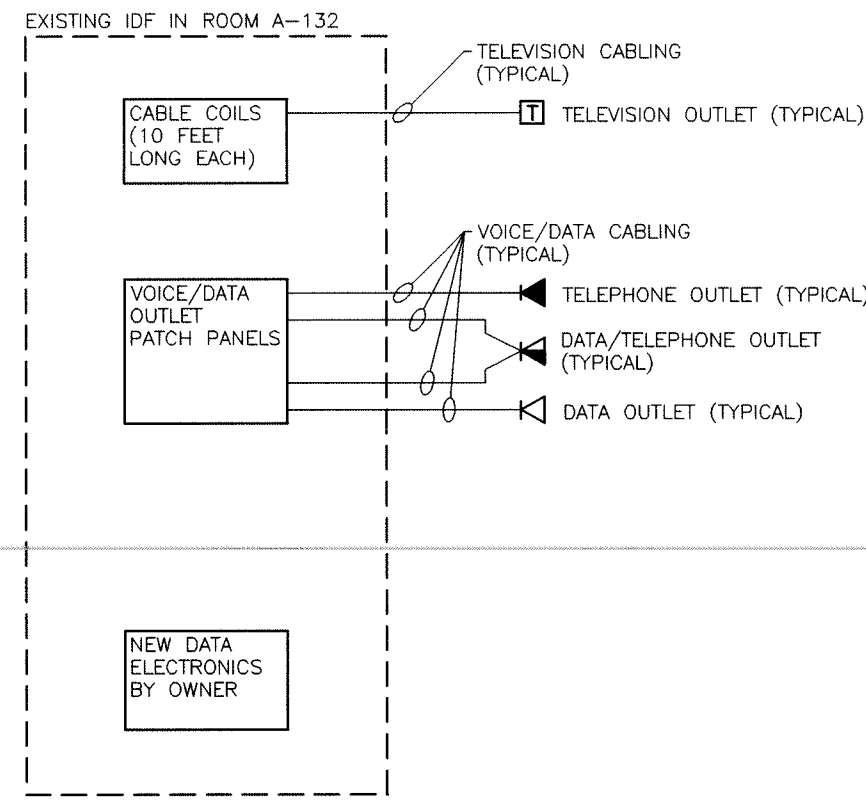 EXISTING IDF IN ROOM A-132
TELEVISION CABLING
(TYPICAL)
CABLE COILS
(10 FEET
LONG EACH)
T
TELEVISION OUTLET (TYPICAL)
VOICE/DATA CABLING
(TYPICAL)
VOICE/DATA
OUTLET
PATCH PANELS
TELEPHONE OUTLET (TYPICAL)
DATA/TELEPHONE OUTLET
(TYPICAL)
DATA OUTLET (TYPICAL)
NEW DATA
ELECTRONICS
BY OWNER